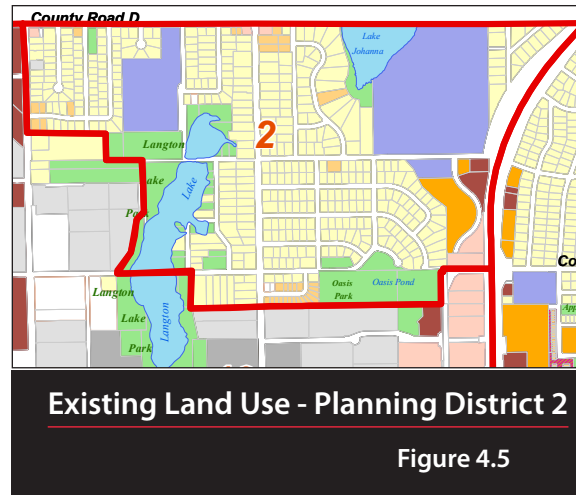 County Road D
Lake
Johanna
2
Langton
Lake
Park
Lake
Oasis
Park
Oasis Pond
Co
Langton
Lake
Park
Langton
App
Existing Land Use - Planning District 2
Figure 4.5